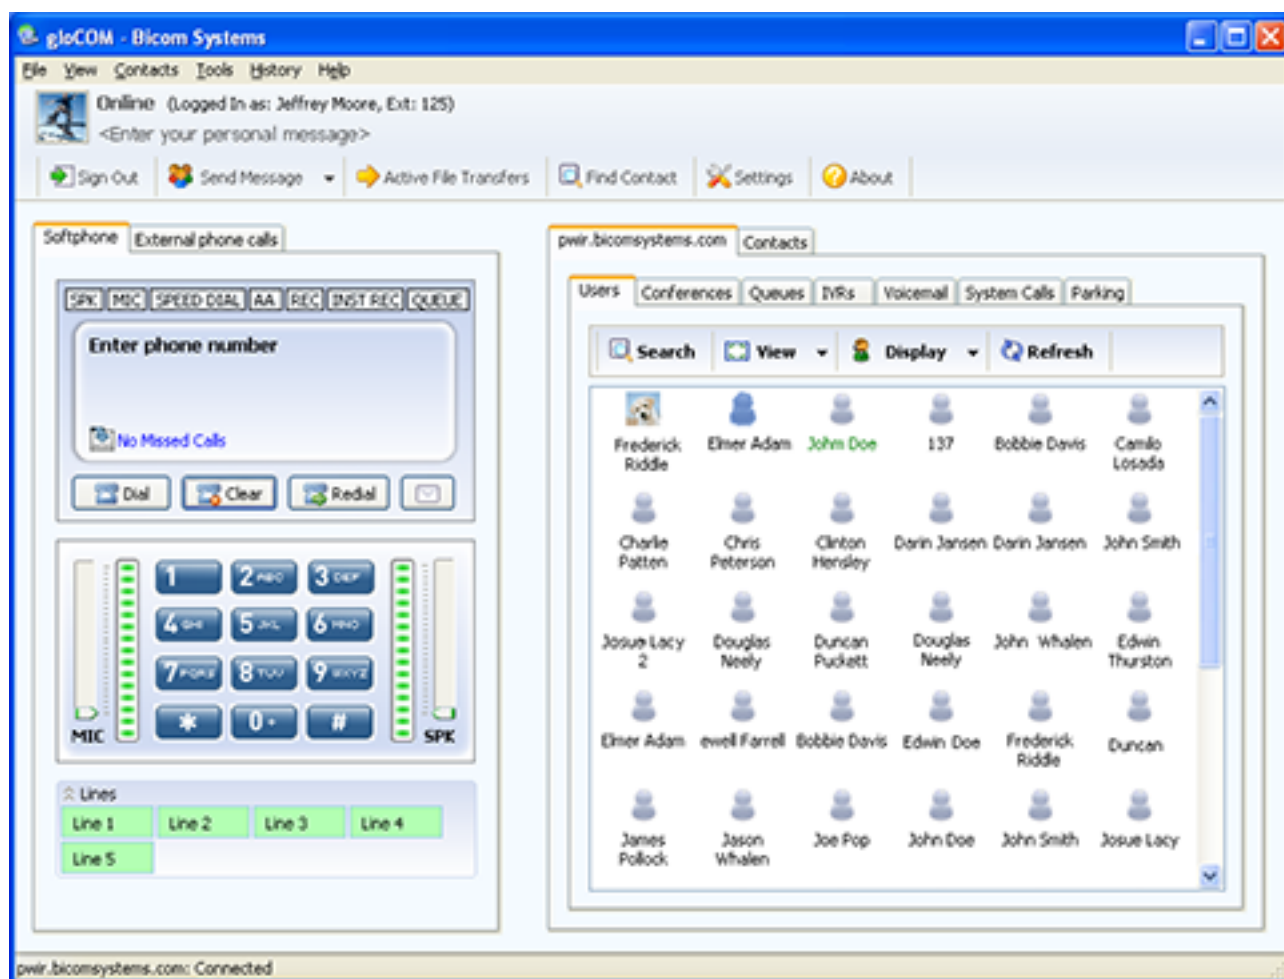 gloCOM - Bicom Systems
File View Contacts Tools History Help
Online (Logged In as: Jeffrey Moore, Ext: 125)
<Enter your personal message>
Sign Out Send Message Active File Transfers Find Contact Settings About
Softphone External phone calls
SPK MIC SPEED DIAL AA REC INST REC QUEUE
Enter phone number
No Missed Calls
Dial Clear Redial
1 2 ABC 3 DEF
4 GHI 5 JKL 6 MNO
7 PQRS 8 TUV 9 WXYZ
* 0 + #
MIC SPK
Lines
Line 1 Line 2 Line 3 Line 4
Line 5
pwir.bicomsystems.com Contacts
Users Conferences Queues IVRs Voicemail System Calls Parking
Search View Display Refresh
Frederick Elmer Adam Johm Doe 137 Bobbie Davis Camilo
Riddle Losada
Charlie Chris Clinton Darin Jansen Darin Jansen John Smith
Patten Peterson Hensley
Josue Lacy Douglas Duncan Douglas John Whalen Edwin
2 Neely Puckett Neely Thurston
Elmer Adam ewell Farrell Bobbie Davis Edwin Doe Frederick Duncan
Riddle
James Jason Joe Pop John Doe John Smith Josue Lacy
Pollock Whalen
pwir.bicomsystems.com: Connected